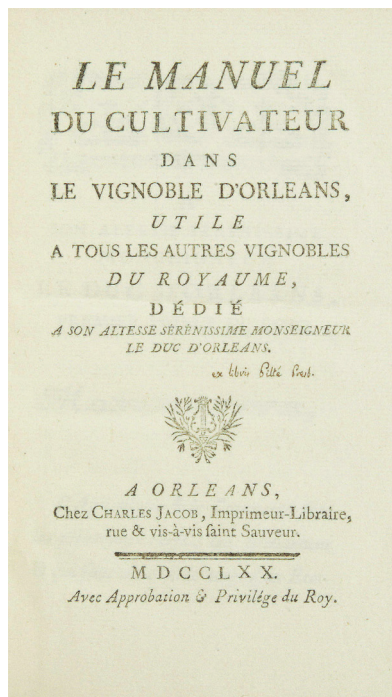 LE MANUEL
DU CULTIVATEUR
DANS
LE VIGNOBLE D'ORLEANS,
UTILE
A TOUS LES AUTRES VIGNOBLES
DU ROYAUME,
DÉDIÉ
A SON ALTESSE SÉRÉNISSIME MONSEIGNEUR
LE DUC D'ORLEANS.
ex libris
A ORLEANS,
Chez CHARLES JACOB, Imprimeur-Libraire,
rue & vis-à-vis ſaint Sauveur.
MDCCLXX.
Avec Approbation & Privilége du Roy.